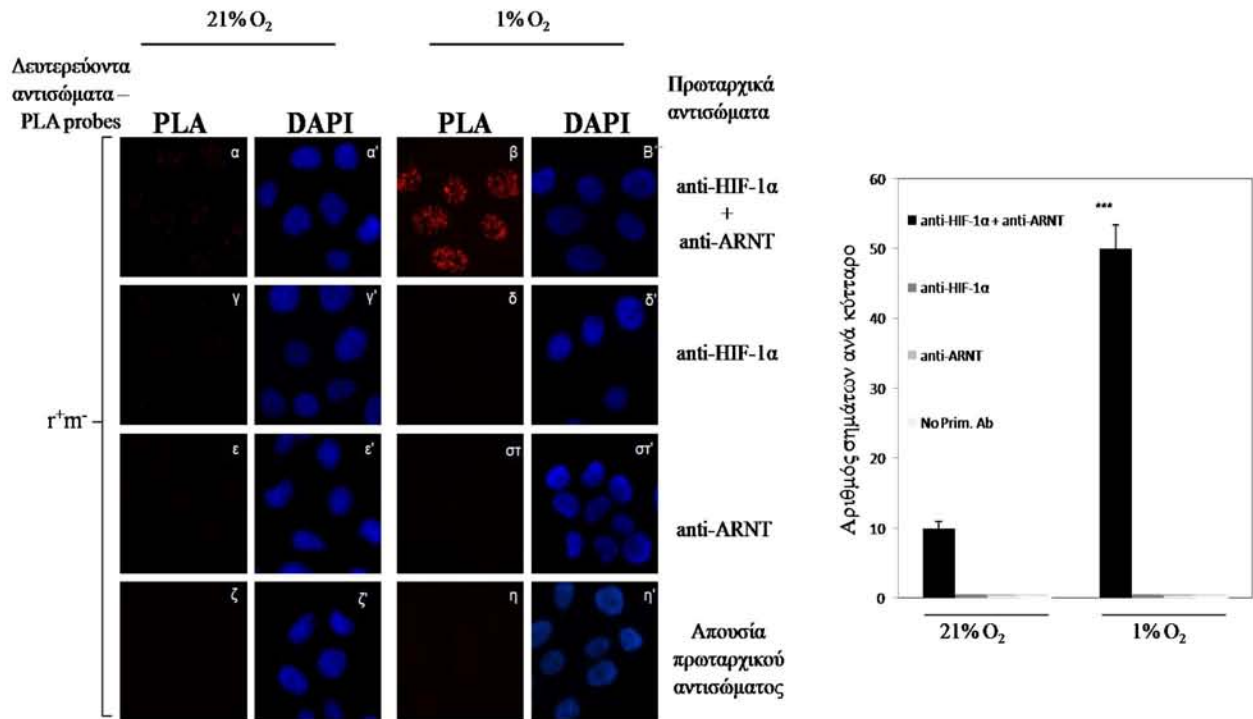 21% O₂
1% O₂
Δευτερεύοντα
αντισώματα –
PLA probes
PLA
DAPI
PLA
DAPI
Πρωταρχικά
αντισώματα
α
α'
β
Β'
anti-HIF-1α
+
anti-ARNT
γ
γ'
δ
δ'
anti-HIF-1α
r⁺m⁻
ε
ε'
στ
στ'
anti-ARNT
ζ
ζ'
η
η'
Απουσία
πρωταρχικού
αντισώματος
Αριθμός σημάτων ανά κύτταρο
60
50
40
30
20
10
0
anti-HIF-1α + anti-ARNT
anti-HIF-1α
anti-ARNT
No Prim. Ab
***
21% O₂
1% O₂